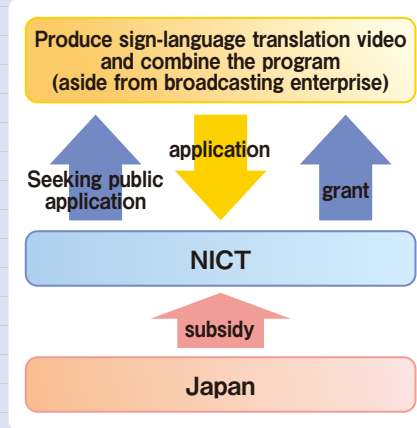 Produce sign-language translation video
and combine the program
(aside from broadcasting enterprise)
application
Seeking public
application
grant
NICT
subsidy
Japan